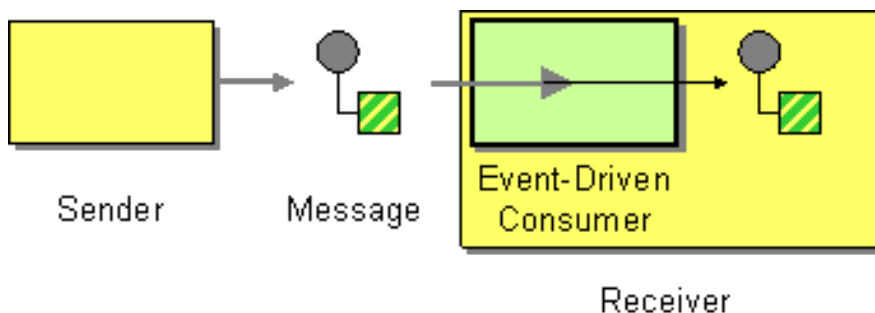 Sender
Message
Event-Driven
Consumer
Receiver